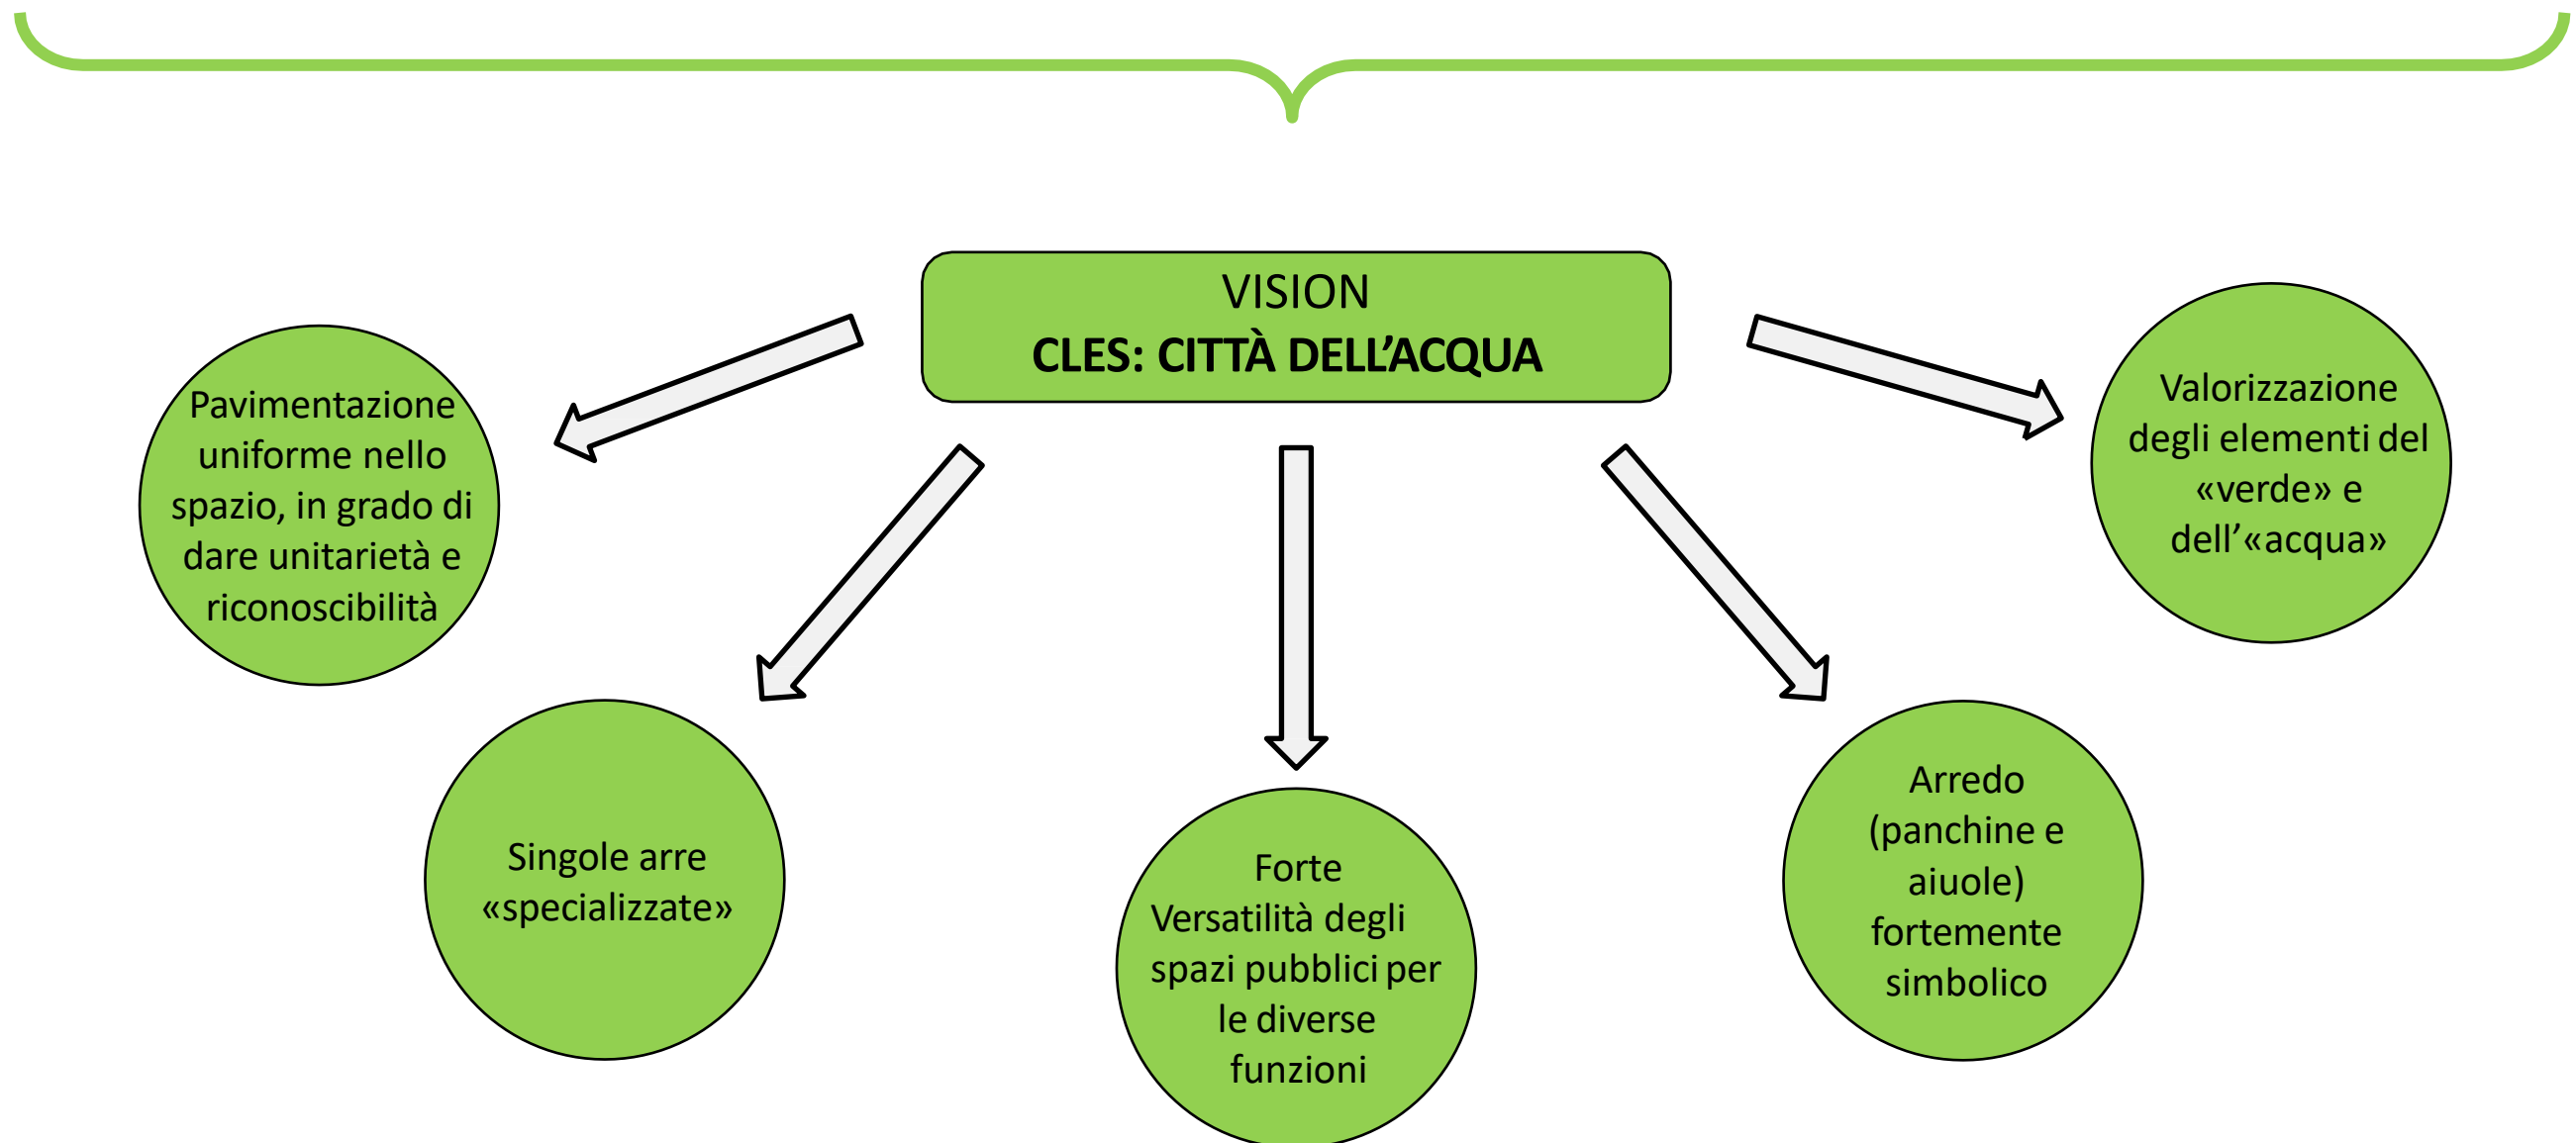 VISION
CLES: CITTÀ DELL’ACQUA
Pavimentazione
uniforme nello
spazio, in grado di
dare unitarietà e
riconoscibilità
Singole arre
«specializzate»
Forte
Versatilità degli
spazi pubblici per
le diverse
funzioni
Arredo
(panchine e
aiuole)
fortemente
simbolico
Valorizzazione
degli elementi del
«verde» e
dell’«acqua»